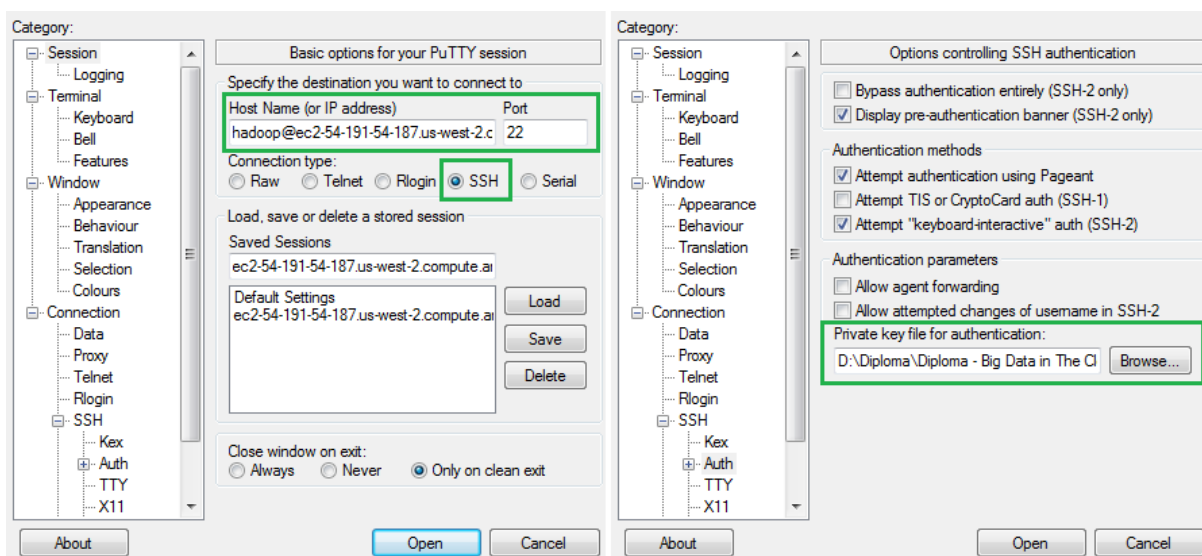 Category:
Session
Logging
Terminal
Keyboard
Bell
Features
Window
Appearance
Behaviour
Translation
Selection
Colours
Connection
Data
Proxy
Telnet
Rlogin
SSH
Kex
Auth
TTY
X11
Basic options for your PuTTY session
Specify the destination you want to connect to
Host Name (or IP address) Port
hadoop@ec2-54-191-54-187.us-west-2.c 22
Connection type:
Raw Telnet Rlogin SSH Serial
Load, save or delete a stored session
Saved Sessions
ec2-54-191-54-187.us-west-2.compute.ai
Default Settings
ec2-54-191-54-187.us-west-2.compute.ai
Load
Save
Delete
Close window on exit:
Always Never Only on clean exit
About Open Cancel
Category:
Session
Logging
Terminal
Keyboard
Bell
Features
Window
Appearance
Behaviour
Translation
Selection
Colours
Connection
Data
Proxy
Telnet
Rlogin
SSH
Kex
Auth
TTY
X11
Options controlling SSH authentication
Bypass authentication entirely (SSH-2 only)
Display pre-authentication banner (SSH-2 only)
Authentication methods
Attempt authentication using Pageant
Attempt TIS or CryptoCard auth (SSH-1)
Attempt "keyboard-interactive" auth (SSH-2)
Authentication parameters
Allow agent forwarding
Allow attempted changes of username in SSH-2
Private key file for authentication:
D:\Diploma\Diploma - Big Data in The Cl Browse...
About Open Cancel